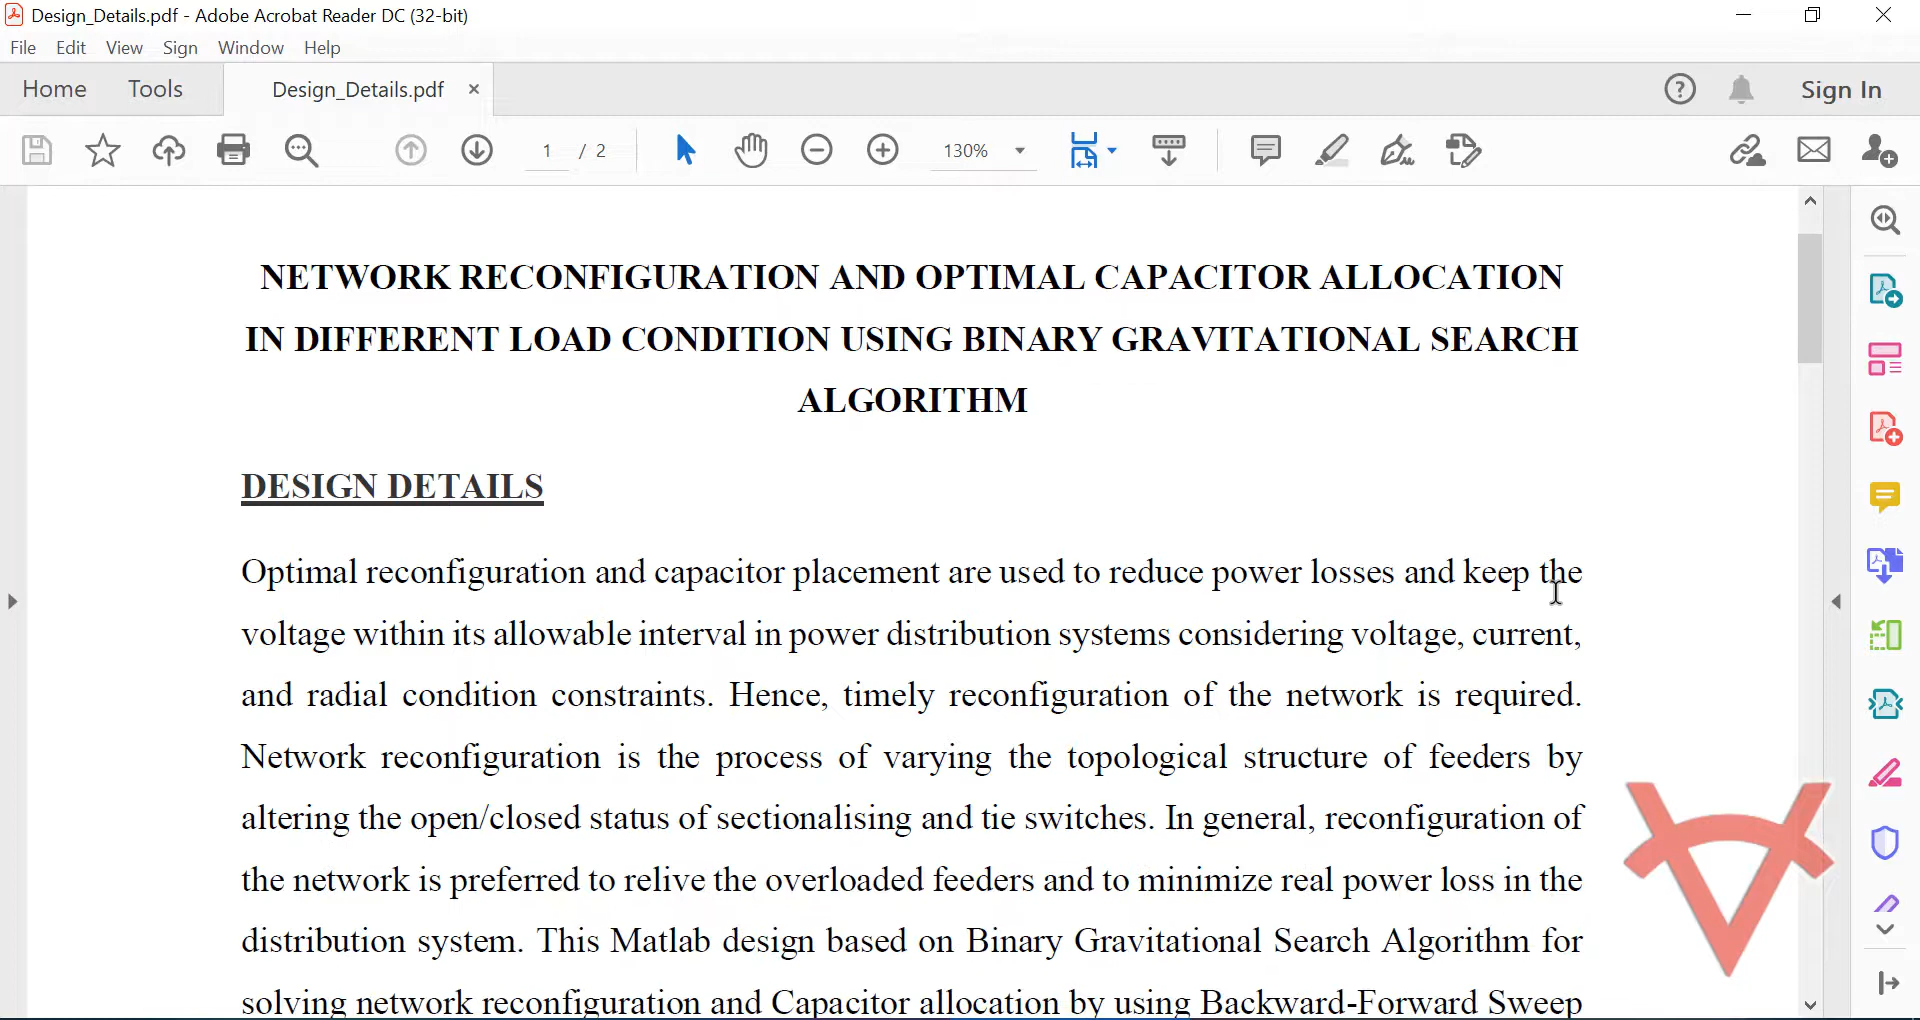 Design_Details.pdf - Adobe Acrobat Reader DC (32-bit)
File Edit View Sign Window Help
Home Tools Design_Details.pdf × Sign In
1 / 2 130%
NETWORK RECONFIGURATION AND OPTIMAL CAPACITOR ALLOCATION
IN DIFFERENT LOAD CONDITION USING BINARY GRAVITATIONAL SEARCH
ALGORITHM
DESIGN DETAILS
Optimal reconfiguration and capacitor placement are used to reduce power losses and keep the
voltage within its allowable interval in power distribution systems considering voltage, current,
and radial condition constraints. Hence, timely reconfiguration of the network is required.
Network reconfiguration is the process of varying the topological structure of feeders by
altering the open/closed status of sectionalising and tie switches. In general, reconfiguration of
the network is preferred to relive the overloaded feeders and to minimize real power loss in the
distribution system. This Matlab design based on Binary Gravitational Search Algorithm for
solving network reconfiguration and Capacitor allocation by using Backward-Forward Sweep